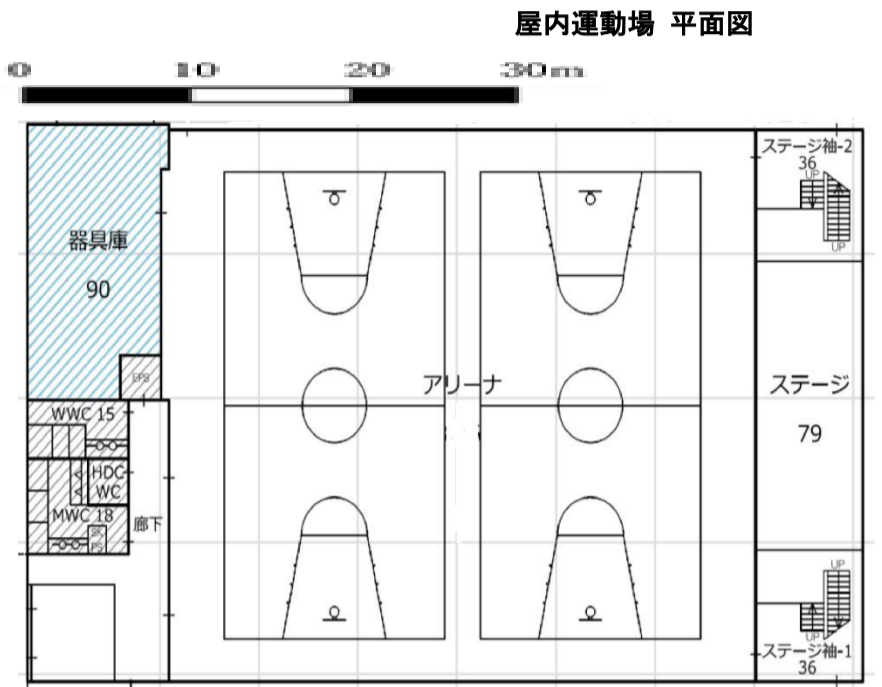 屋内運動場 平面図
0 10 20 30m
ステージ袖-2
36
UP
UP
器具庫
90
EPS
アリーナ
ステージ
79
WWC 15
HDC
WC
MWC 18
廊下
SK
PS
UP
UP
ステージ袖-1
36